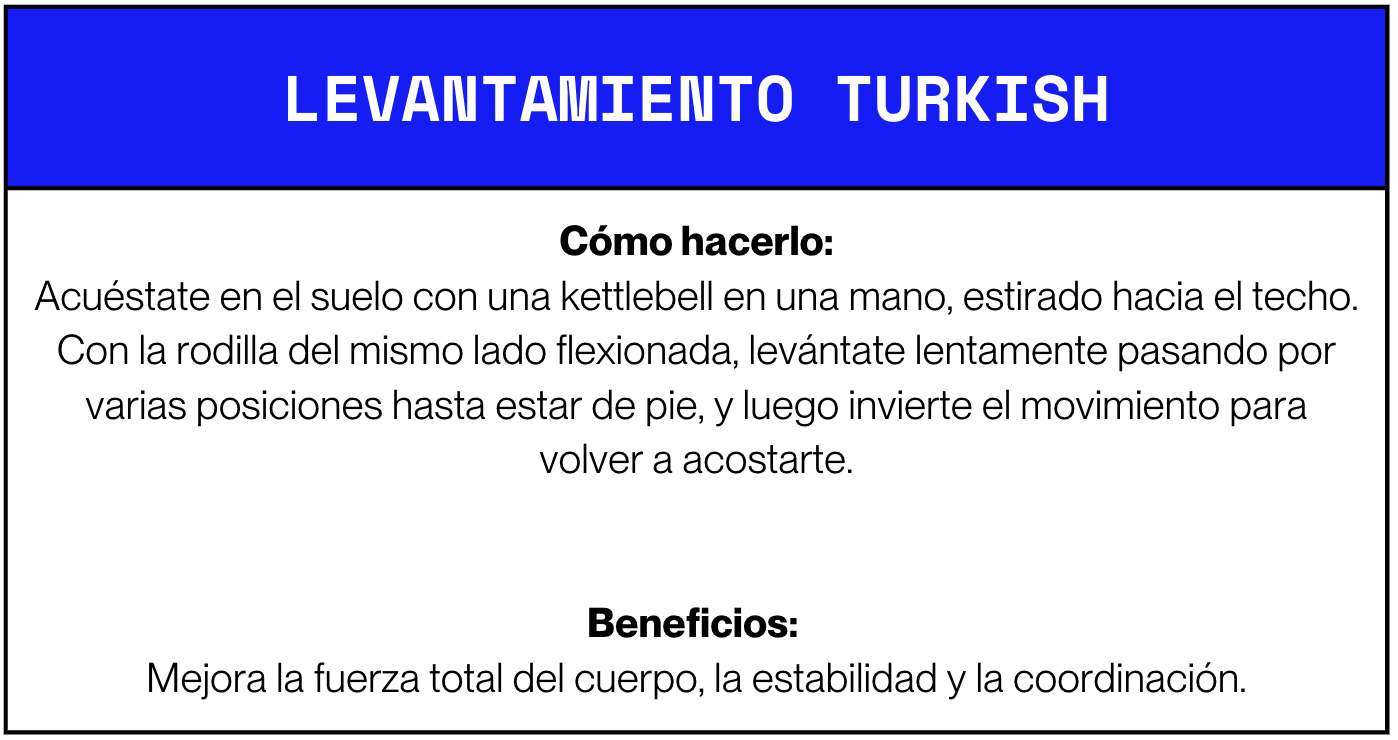 LEVANTAMIENTO TURKISH
Cómo hacerlo:
Acuéstate en el suelo con una kettlebell en una mano, estirado hacia el techo.
Con la rodilla del mismo lado flexionada, levántate lentamente pasando por
varias posiciones hasta estar de pie, y luego invierte el movimiento para
volver a acostarte.
Beneficios:
Mejora la fuerza total del cuerpo, la estabilidad y la coordinación.